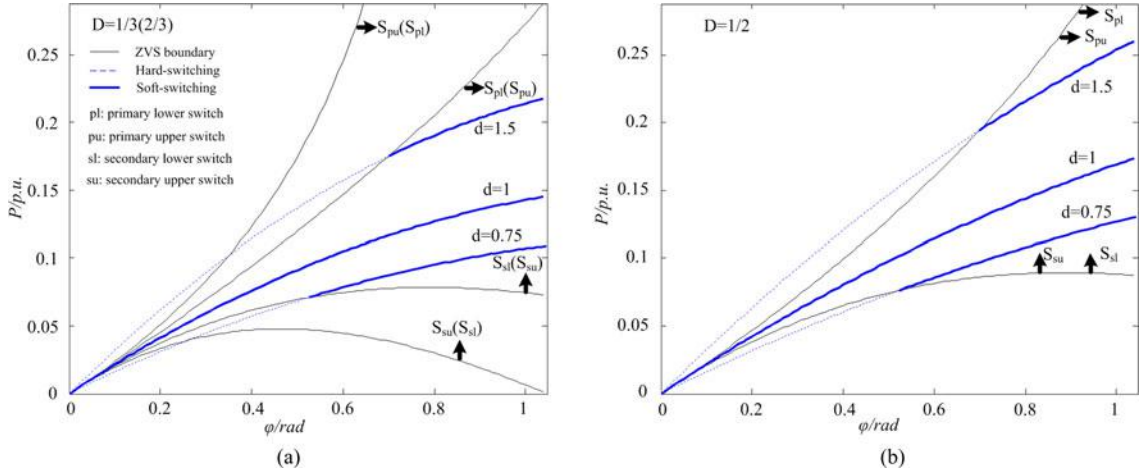 D=1/3(2/3)
ZVS boundary
Hard-switching
Soft-switching
pl: primary lower switch
pu: primary upper switch
sl: secondary lower switch
su: secondary upper switch
Spu(Spl)
Spl(Spu)
d=1.5
d=1
d=0.75
Ssl(Ssu)
Ssu(Ssl)
0.25
0.2
0.15
0.1
0.05
0
P/p.u.
0 0.2 0.4 0.6 0.8 1
φ/rad
(a)
D=1/2
Spl
Spu
d=1.5
d=1
d=0.75
Ssu Ssl
0.25
0.2
0.15
0.1
0.05
0
P/p.u.
0 0.2 0.4 0.6 0.8 1
φ/rad
(b)